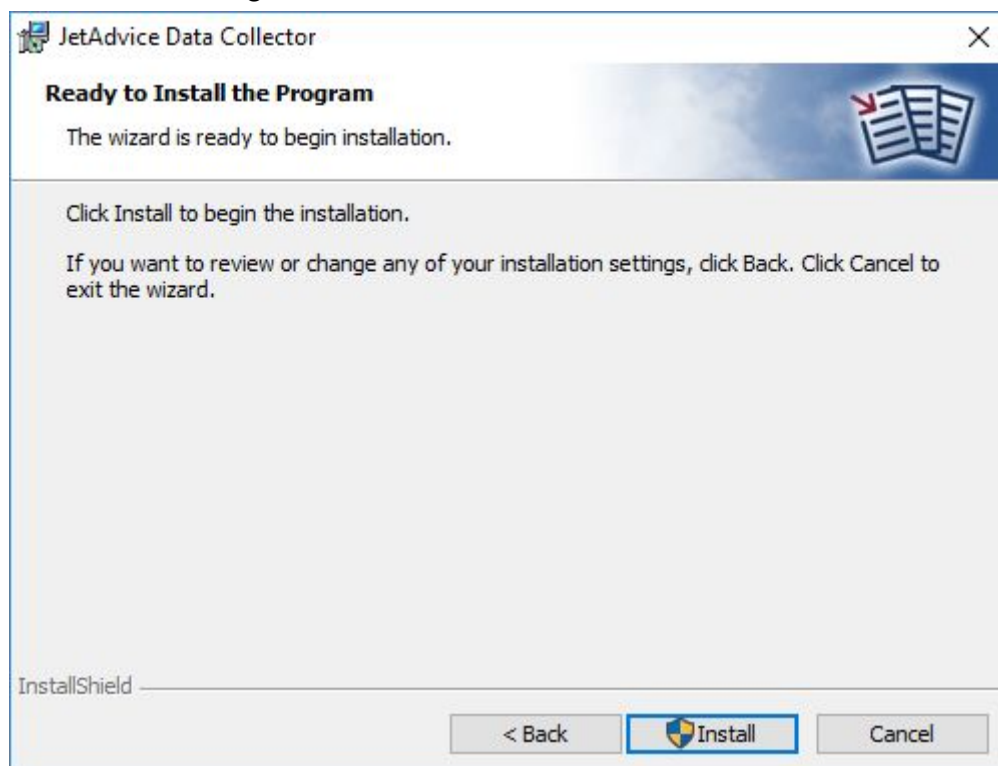 JetAdvice Data Collector
Ready to Install the Program
The wizard is ready to begin installation.
Click Install to begin the installation.
If you want to review or change any of your installation settings, click Back. Click Cancel to
exit the wizard.
InstallShield
< Back Install Cancel